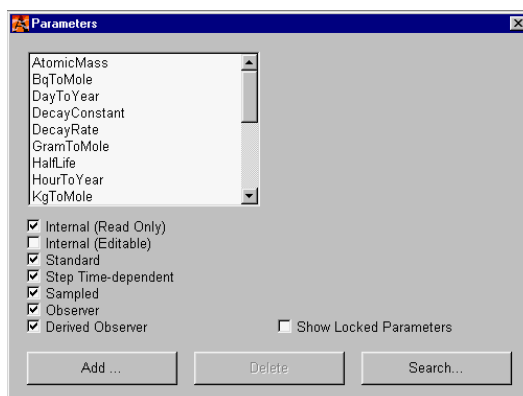 Parameters
AtomicMass
BqToMole
DayToYear
DecayConstant
DecayRate
GramToMole
HalfLife
HourToYear
KgToMole
Internal (Read Only)
Internal (Editable)
Standard
Step Time-dependent
Sampled
Observer
Derived Observer
Show Locked Parameters
Add ...
Delete
Search...